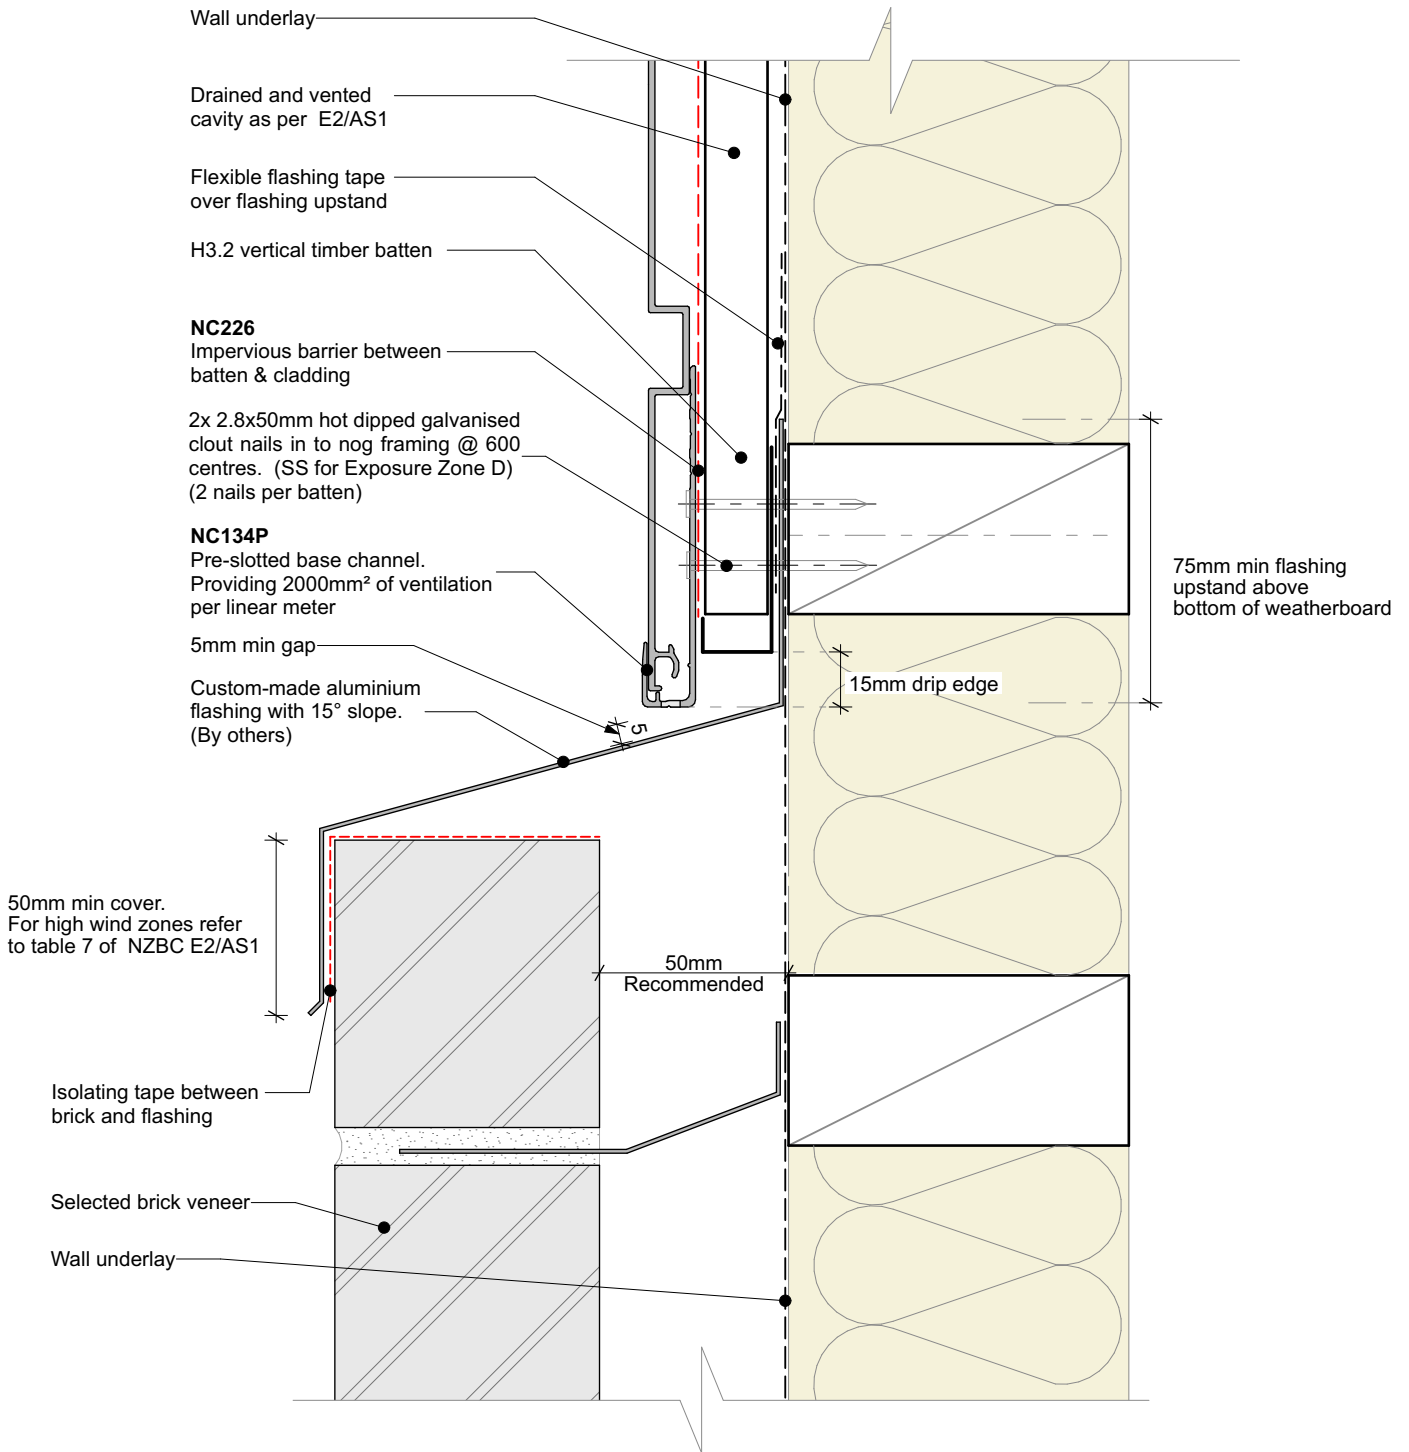 Wall underlay
Drained and vented
cavity as per E2/AS1
Flexible flashing tape
over flashing upstand
H3.2 vertical timber batten
NC226
Impervious barrier between
batten & cladding
2x 2.8x50mm hot dipped galvanised
clout nails in to nog framing @ 600
centres. (SS for Exposure Zone D)
(2 nails per batten)
NC134P
Pre-slotted base channel.
Providing 2000mm² of ventilation
per linear meter
5mm min gap
Custom-made aluminium
flashing with 15° slope.
(By others)
5
75mm min flashing
upstand above
bottom of weatherboard
15mm drip edge
50mm min cover.
For high wind zones refer
to table 7 of NZBC E2/AS1
50mm
Recommended
Isolating tape between
brick and flashing
Selected brick veneer
Wall underlay